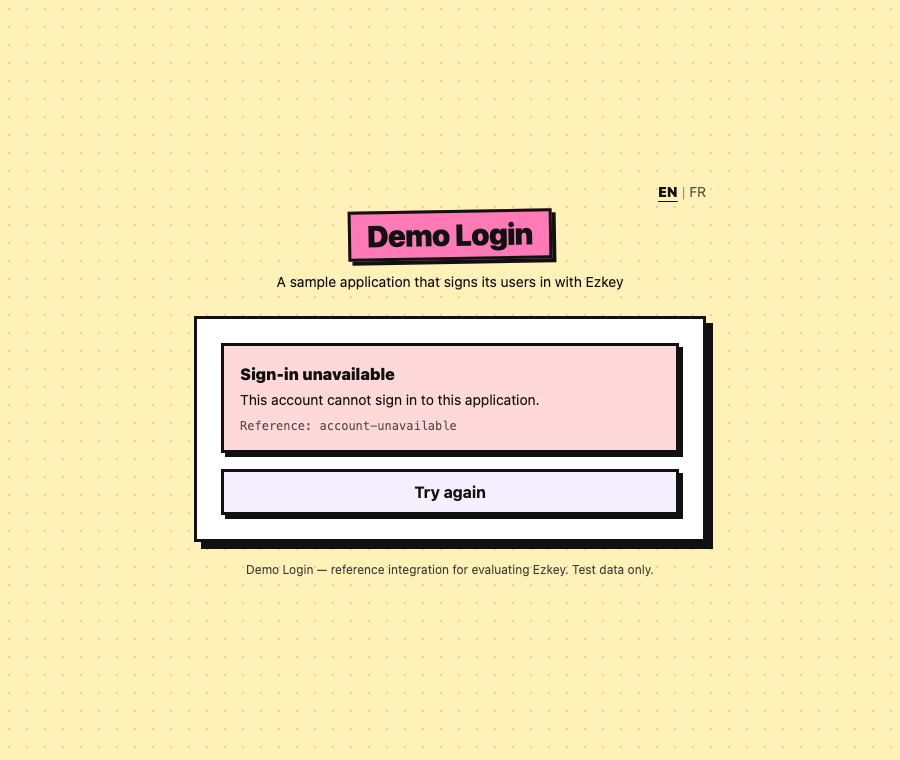 EN | FR
Demo Login
A sample application that signs its users in with Ezkey
Sign-in unavailable
This account cannot sign in to this application.
Reference: account-unavailable
Try again
Demo Login — reference integration for evaluating Ezkey. Test data only.